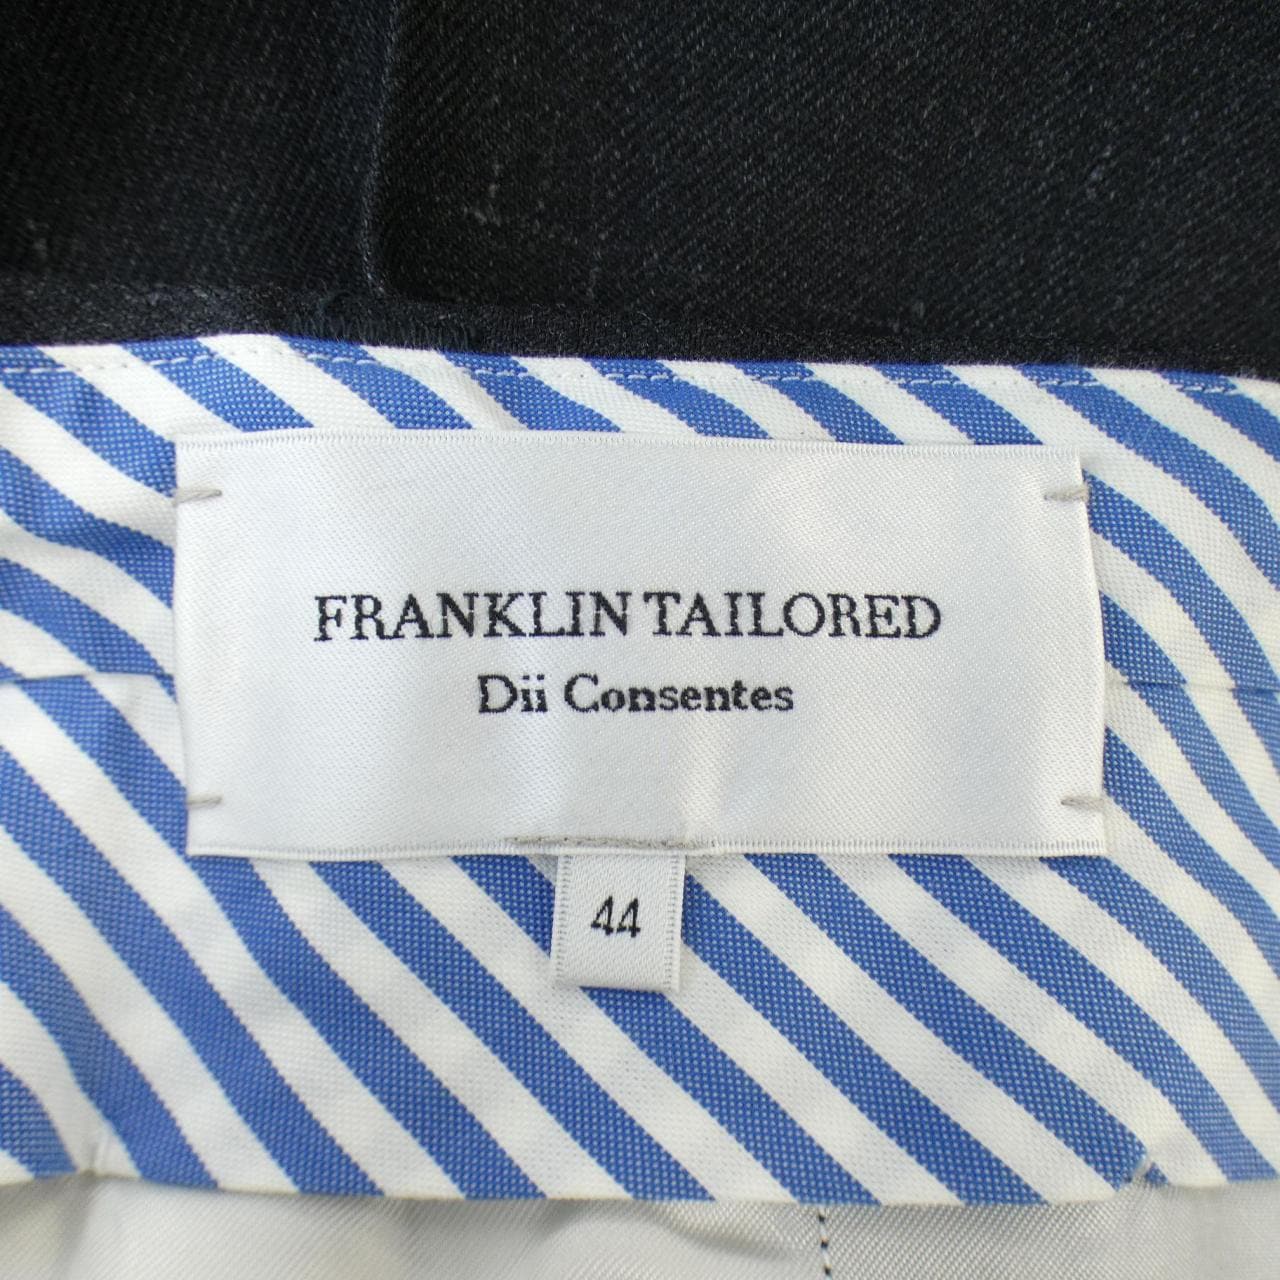 FRANKLIN TAILORED
Dii Consentes
44